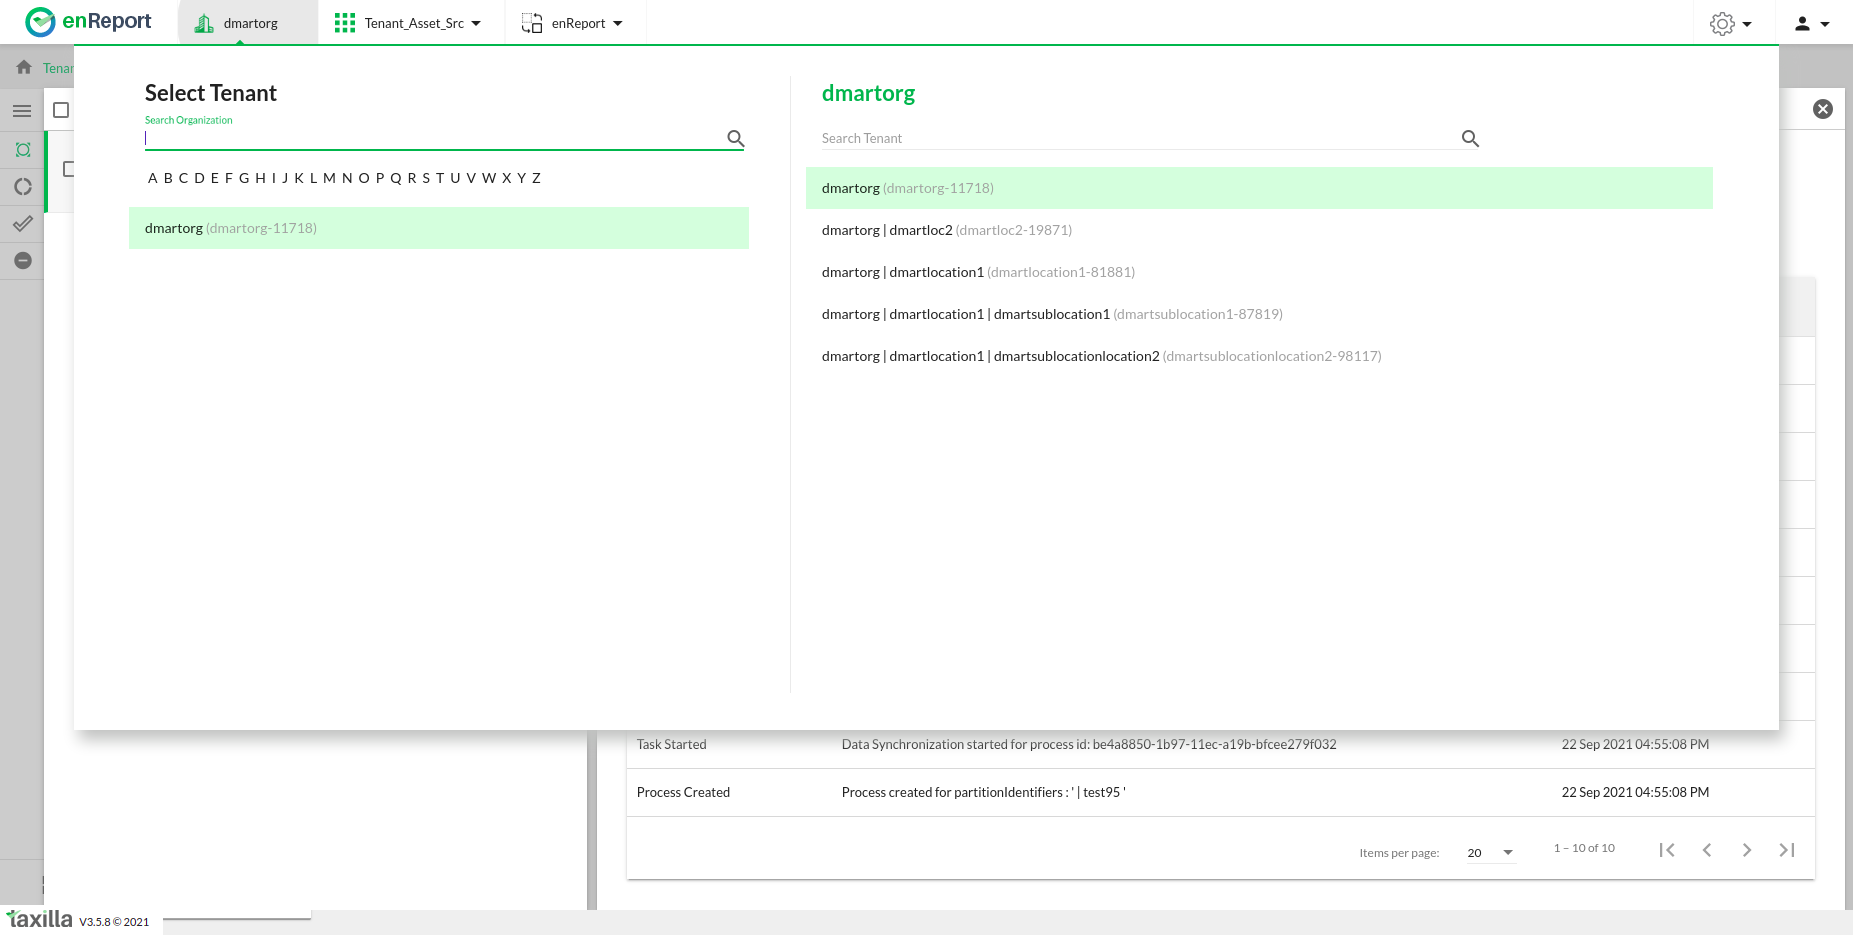 enReport
dmartorg
Tenant_Asset_Src
enReport
Select Tenant
Search Organization
A B C D E F G H I J K L M N O P Q R S T U V W X Y Z
dmartorg (dmartorg-11718)
dmartorg
Search Tenant
dmartorg (dmartorg-11718)
dmartorg | dmartloc2 (dmartloc2-19871)
dmartorg | dmartlocation1 (dmartlocation1-81881)
dmartorg | dmartlocation1 | dmartsublocation1 (dmartsublocation1-87819)
dmartorg | dmartlocation1 | dmartsublocationlocation2 (dmartsublocationlocation2-98117)
Task Started Data Synchronization started for process id: be4a8850-1b97-11ec-a19b-bfcee279f032 22 Sep 2021 04:55:08 PM
Process Created Process created for partitionIdentifiers : ' | test95 ' 22 Sep 2021 04:55:08 PM
Items per page: 20 1 – 10 of 10
taxilla V3.5.8 © 2021